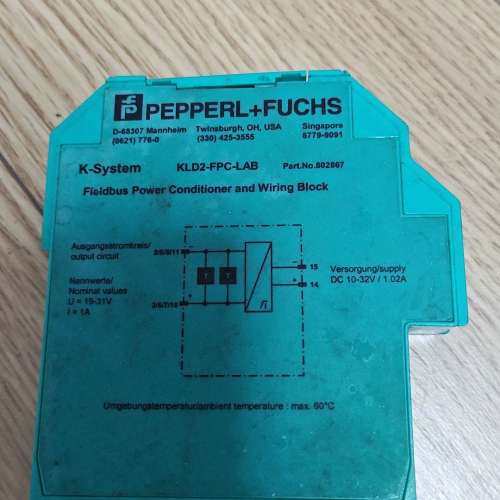 PEPPERL+FUCHS
D-68307 Mannheim Twinsburgh, OH, USA Singapore
(0621) 776-0 (330) 425-3555 6779-9091
K-System KLD2-FPC-LAB Part.No.802867
Fieldbus Power Conditioner and Wiring Block
Ausgangsstromkreis/
output circuit
2/5/8/11
-
T T
- 15
+ 14
Versorgung/supply
DC 10-32V / 1.02A
Nennwerte/
Nominal values
U = 19-31V
I = 1A
+
Umgebungstemperatur/ambient temperature : max. 60°C